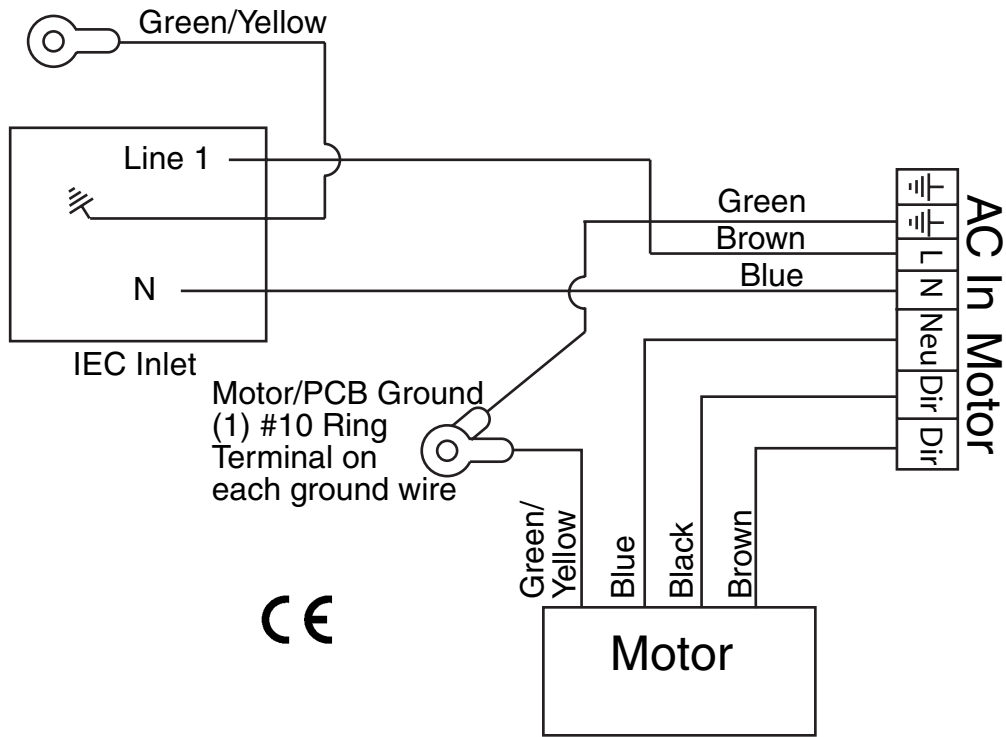 Green/Yellow
Line 1
N
IEC Inlet
Green
Brown
Blue
L
N
Neu
Dir
Dir
AC In Motor
Motor/PCB Ground
(1) #10 Ring
Terminal on
each ground wire
Green/
Yellow
Blue
Black
Brown
CE
Motor